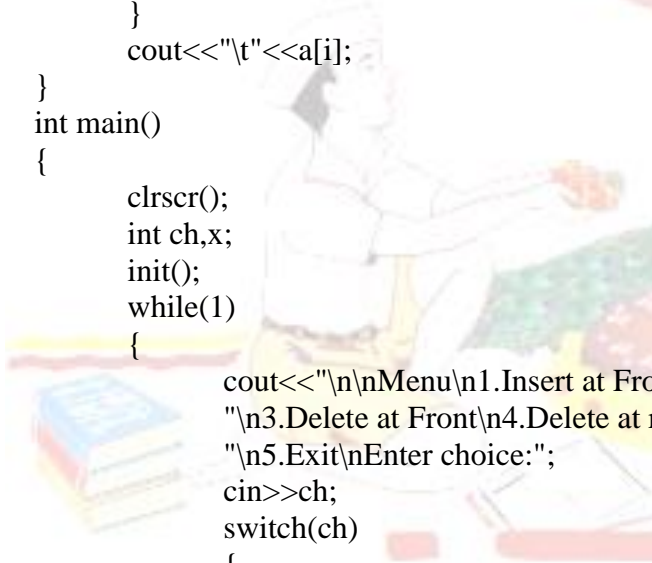 }
cout<<"\t"<<a[i];
}
int main()
{
clrscr();
int ch,x;
init();
while(1)
{
cout<<"\n\nMenu\n1.Insert at Fro
"\n3.Delete at Front\n4.Delete at
"\n5.Exit\nEnter choice:";
cin>>ch;
switch(ch)
{